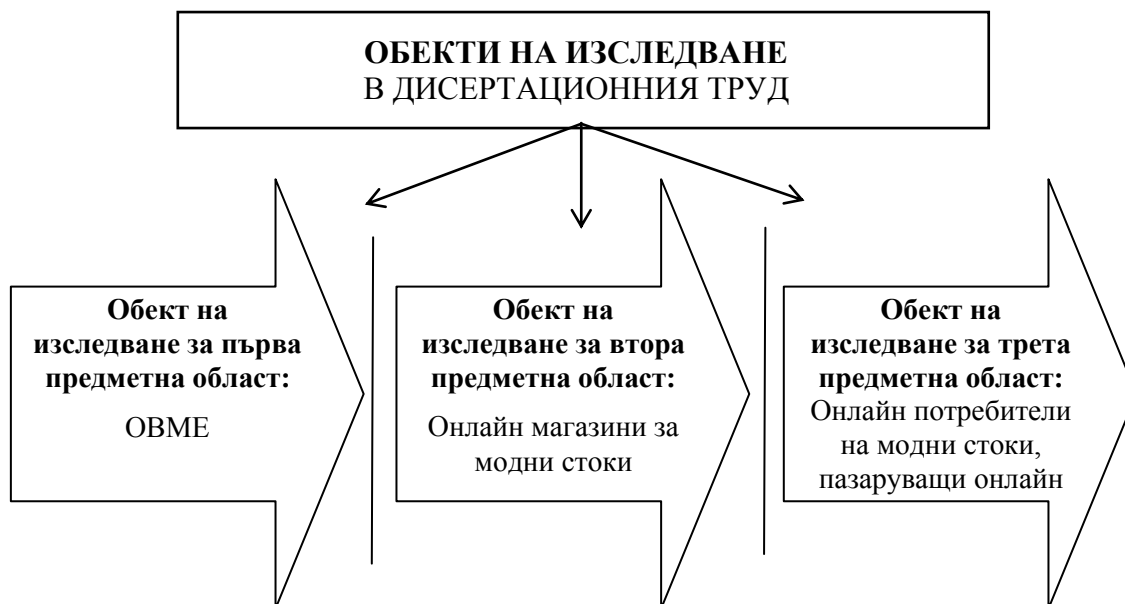 ОБЕКТИ НА ИЗСЛЕДВАНЕ
В ДИСЕРТАЦИОННИЯ ТРУД
Обект на
изследване за първа
предметна област:
ОВМЕ
Обект на
изследване за втора
предметна област:
Онлайн магазини за
модни стоки
Обект на
изследване за трета
предметна област:
Онлайн потребители
на модни стоки,
пазаруващи онлайн